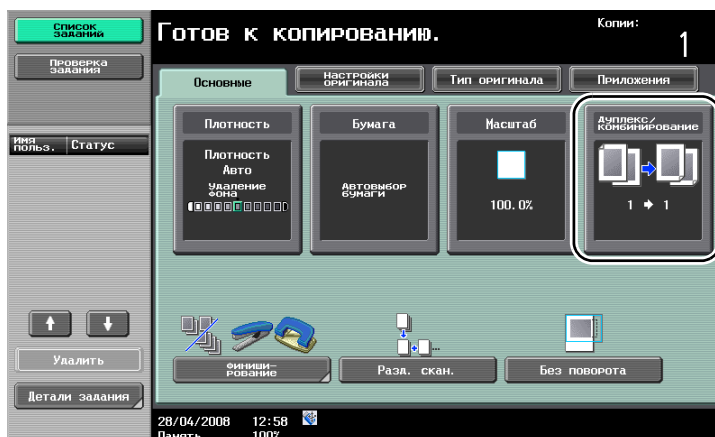 Список
заданий
Готов к копированию.
Копии:
1
Проверка
задания
Основные
Настройки
оригинала
Тип оригинала
Приложения
Имя
польз.
Статус
Плотность
Плотность
Авто
Удаление
фона
Бумага
Автовыбор
бумаги
Масштаб
100.0%
Дуплекс/
комбинирование
1 ➔ 1
Удалить
Детали задания
Финиши-
рование
Разд. скан.
Без поворота
28/04/2008 12:58
Память 100%